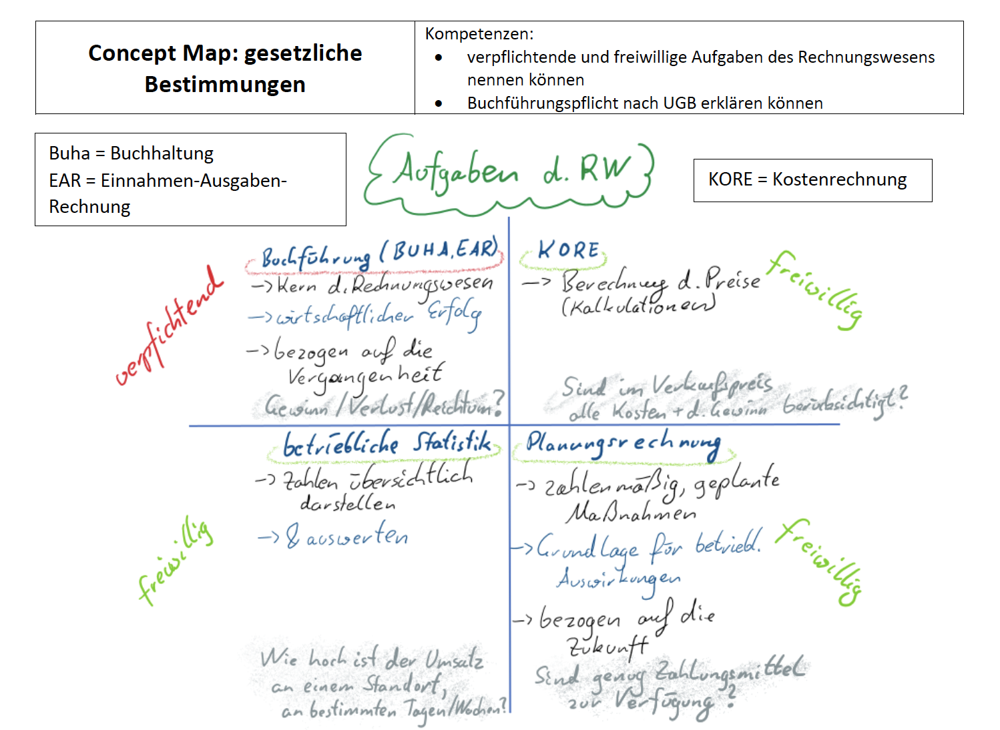 Concept Map: gesetzliche
Bestimmungen
Kompetenzen:
• verpflichtende und freiwillige Aufgaben des Rechnungswesens
nennen können
• Buchführungspflicht nach UGB erklären können
Buha = Buchhaltung
EAR = Einnahmen-Ausgaben-
Rechnung
{Aufgaben d. RW}
KORE = Kostenrechnung
verpfichtend
Buchführung (BUHA, EAR)
-> Kern d. Rechnungswesen
-> wirtschaftlicher Erfolg
-> bezogen auf die
Vergangenheit
Gewinn/Verlust/Reichtum?
KORE
freiwillig
-> Berechnung d. Preise
(Kalkulationen)
Sind im Verkaufspreis
alle Kosten + d. Gewinn berücksichtigt?
betriebliche Statistik
-> Zahlen übersichtlich
darstellen
-> & auswerten
freiwillig
Wie hoch ist der Umsatz
an einem Standort,
an bestimmten Tagen/Wochen?
Planungsrechnung
-> zahlenmäßig, geplante
Maßnahmen
-> Grundlage für betriebl.
Auswirkungen
freiwillig
-> bezogen auf die
Zukunft
Sind genug Zahlungsmittel
zur Verfügung?